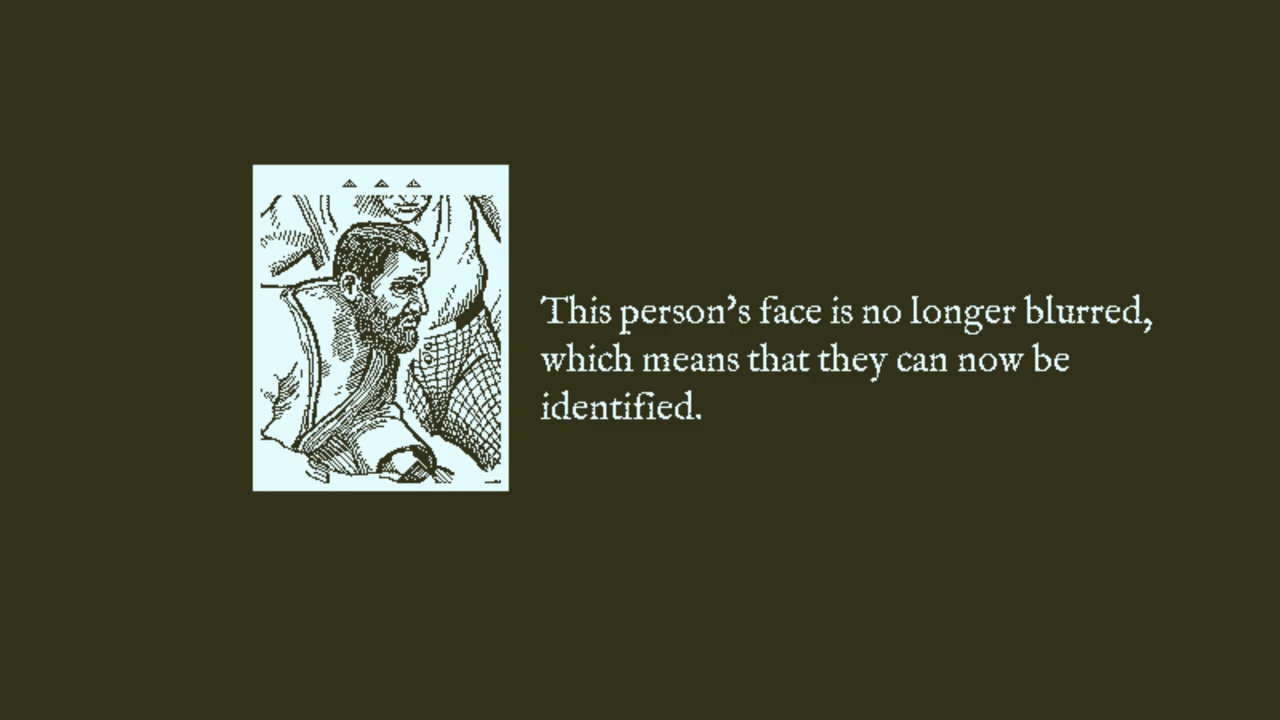 This person's face is no longer blurred,
which means that they can now be
identified.